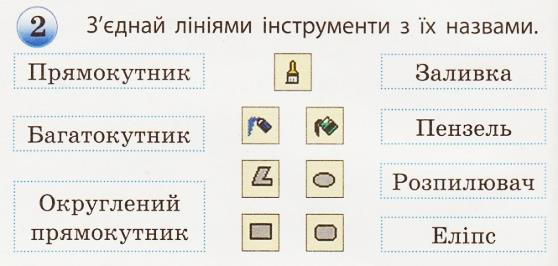 2 З’єднай лініями інструменти з їх назвами.
Прямокутник
Заливка
Багатокутник
Пензель
Розпилювач
Округлений
прямокутник
Еліпс